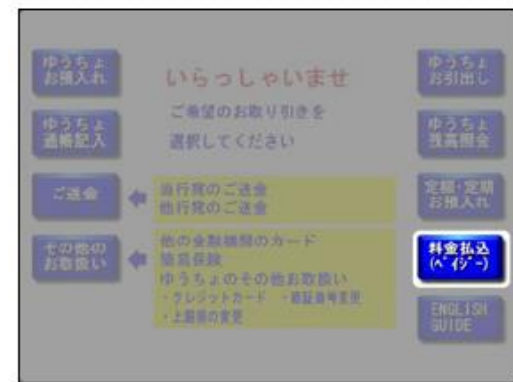 いらっしゃいませ
ご希望のお取り引きを
選択してください
ゆうちょ
お預入れ
ゆうちょ
通帳記入
ご送金
当行宛のご送金
他行宛のご送金
その他の
お取扱い
他の金融機関のカード
簡易保険
ゆうちょのその他お取扱い
・クレジットカード ・暗証番号変更
・上限額の変更
ゆうちょ
お引出し
ゆうちょ
残高照会
定額・定期
お預入れ
料金払込
(ペイジー)
ENGLISH
GUIDE